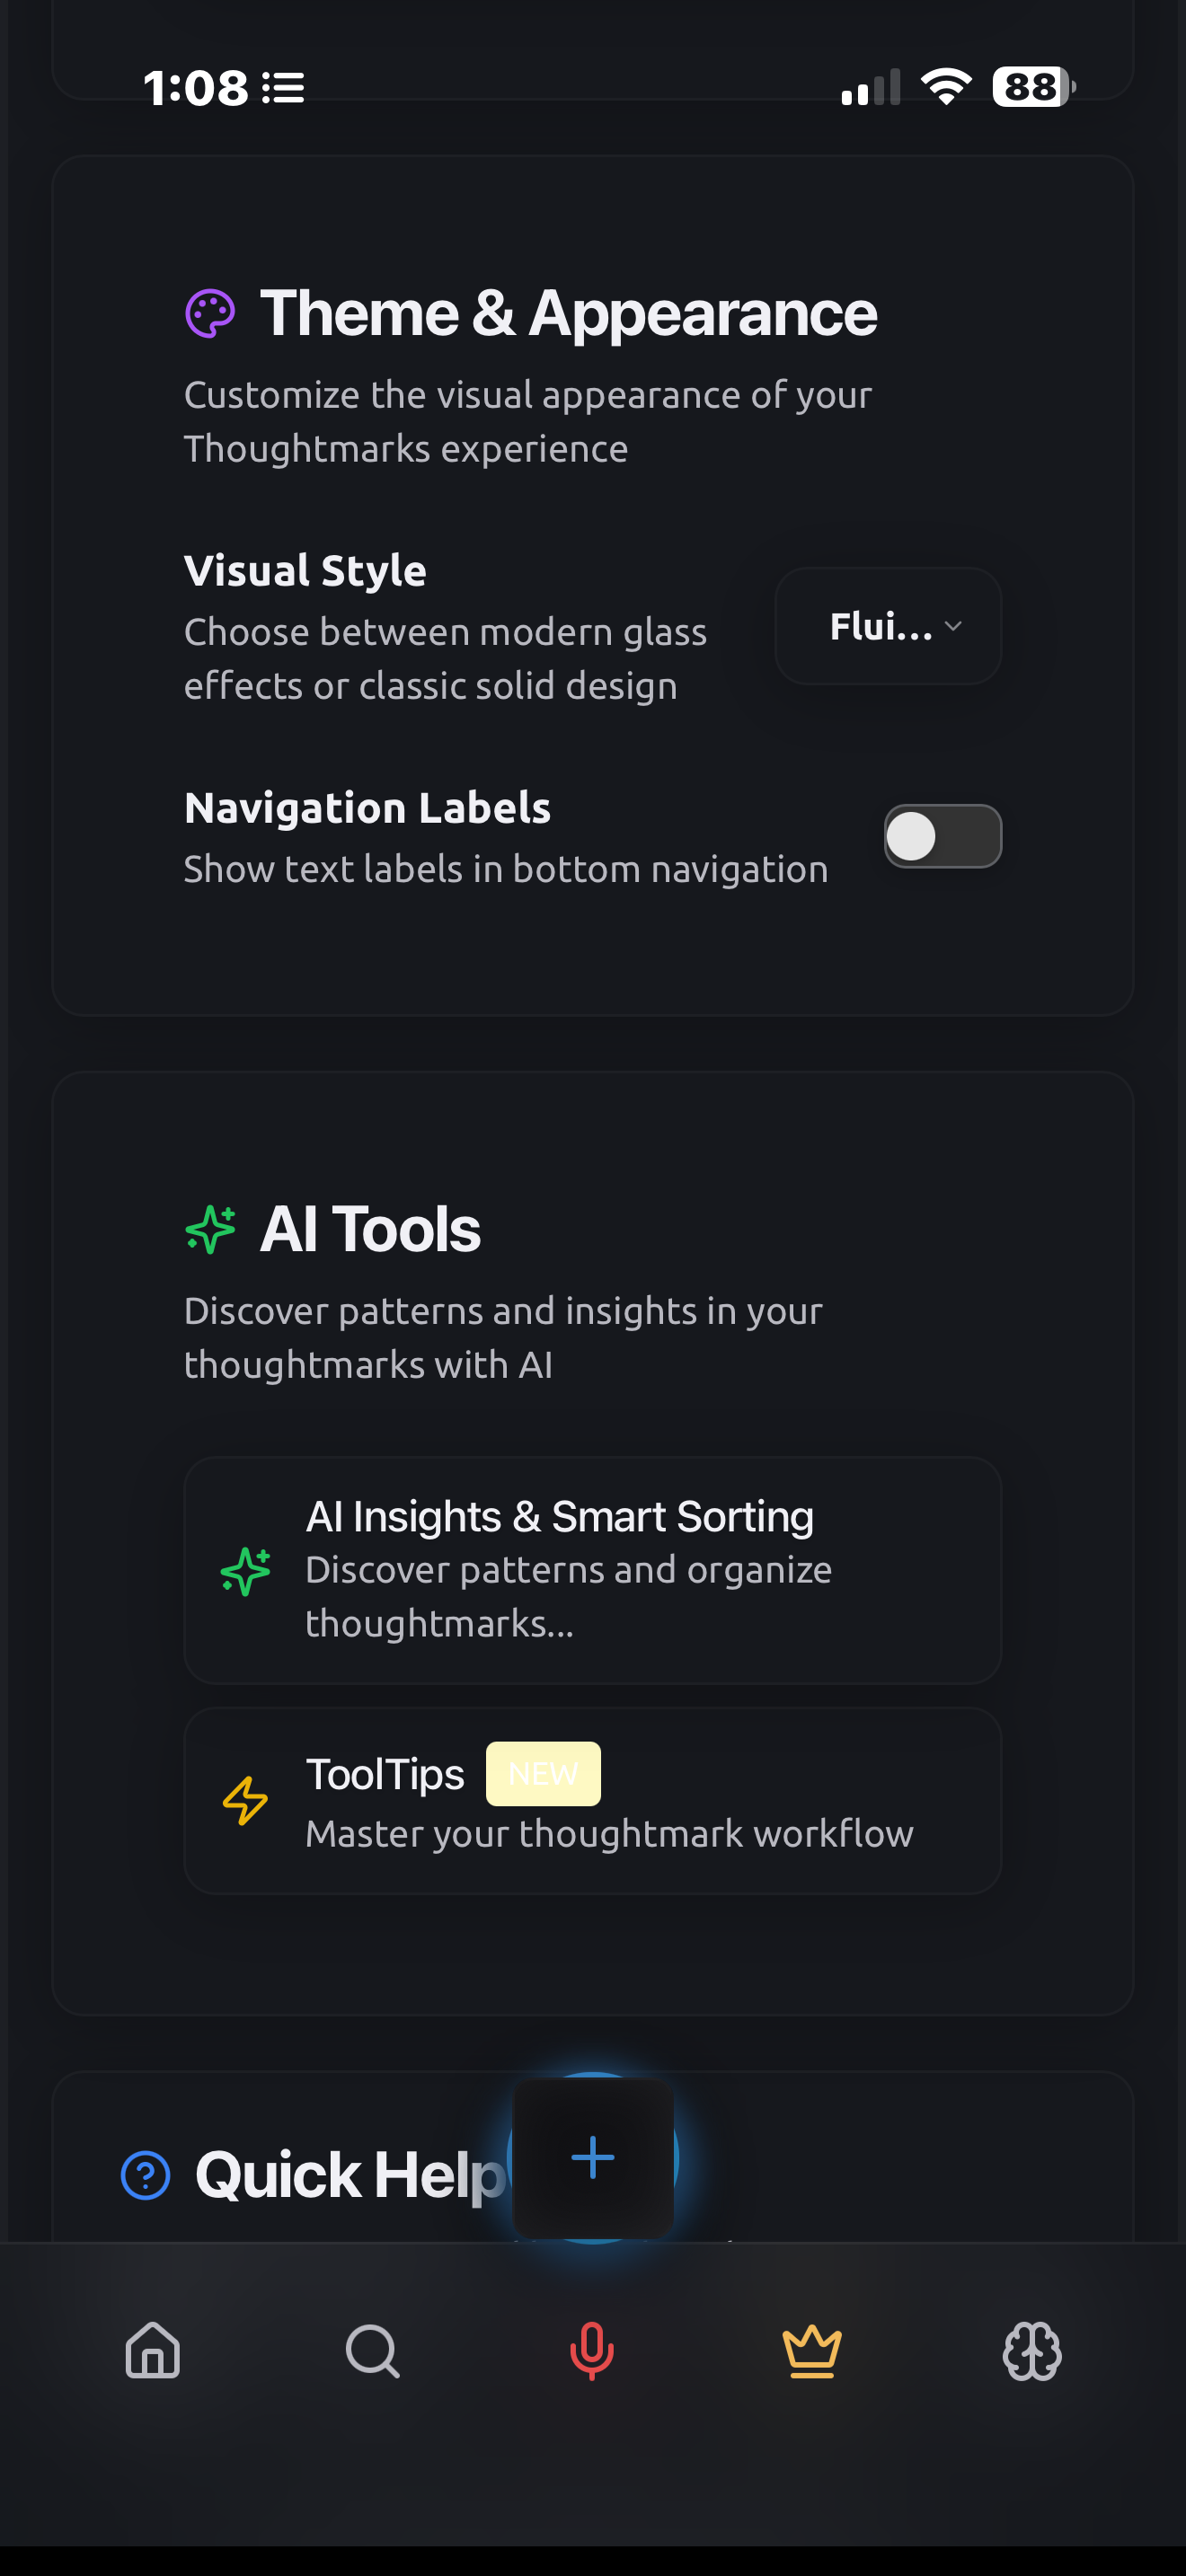 1:08
88
Theme & Appearance
Customize the visual appearance of your
Thoughtmarks experience
Visual Style
Choose between modern glass
effects or classic solid design
Flui...
Navigation Labels
Show text labels in bottom navigation
AI Tools
Discover patterns and insights in your
thoughtmarks with AI
AI Insights & Smart Sorting
Discover patterns and organize
thoughtmarks...
ToolTips NEW
Master your thoughtmark workflow
Quick Help